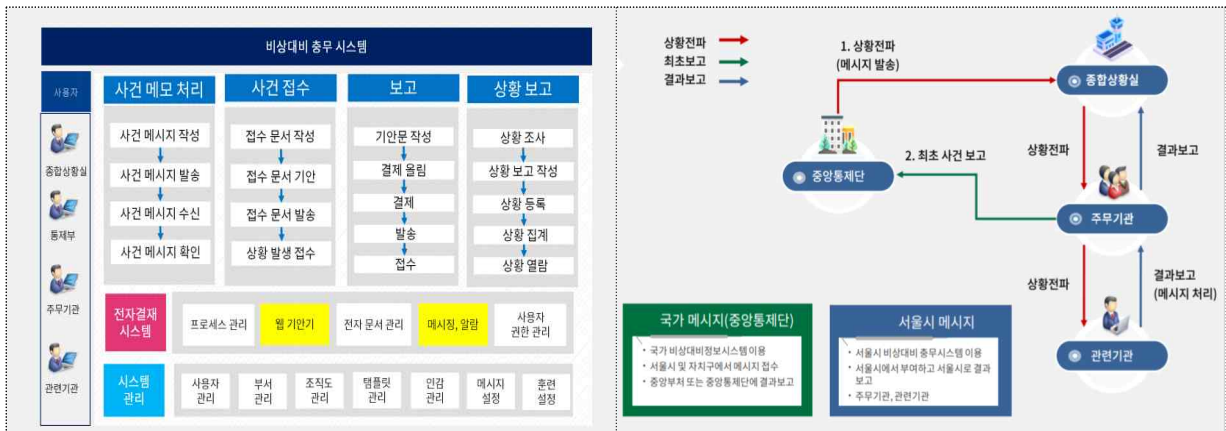 비상대비 충무 시스템
사용자
종합상황실
통제부
주무기관
관련기관
사건 메모 처리
사건 메시지 작성
사건 메시지 발송
사건 메시지 수신
사건 메시지 확인
사건 접수
접수 문서 작성
접수 문서 기안
접수 문서 발송
상황 발생 접수
보고
기안문 작성
결제 올림
결제
발송
접수
상황 보고
상황 조사
상황 보고 작성
상황 등록
상황 집계
상황 열람
전자결재
시스템
프로세스 관리
웹 기안기
전자 문서 관리
메시징, 알람
사용자
권한 관리
시스템
관리
사용자
관리
부서
관리
조직도
관리
탬플릿
관리
인감
관리
메시지
설정
훈련
설정
상황전파
최초보고
결과보고
1. 상황전파
(메시지 발송)
종합상황실
중앙통제단
2. 최초 사건 보고
상황전파
결과보고
주무기관
상황전파
결과보고
(메시지 처리)
관련기관
국가 메시지(중앙통제단)
• 국가 비상대비정보시스템 이용
• 서울시 및 자치구에서 메시지 접수
• 중앙부처 또는 중앙통제단에 결과보고
서울시 메시지
• 서울시 비상대비 충무시스템 이용
• 서울시에서 부여하고 서울시로 결과
보고
• 주무기관, 관련기관